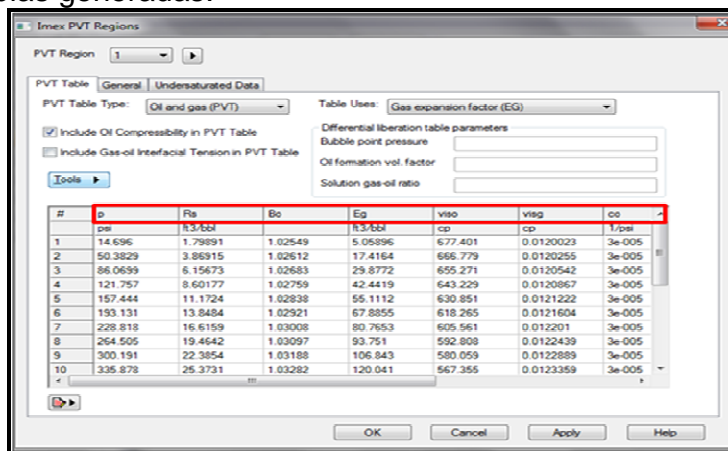 las generadas.
Imex PVT Regions
PVT Region 1
PVT Table General Undersaturated Data
PVT Table Type: Oil and gas (PVT) Table Uses: Gas expansion factor (EG)
Include Oil Compressibility in PVT Table
Include Gas-oil Interfacial Tension in PVT Table
Differential liberation table parameters
Bubble point pressure
Oil formation vol. factor
Solution gas-oil ratio
Tools
# p Rs Bo Eg viso visg co
psi ft3/bbl ft3/bbl cp cp 1/psi
1 14.696 1.79891 1.02549 5.05896 677.401 0.0120023 3e-005
2 50.3829 3.86915 1.02612 17.4164 666.779 0.0120255 3e-005
3 86.0699 6.15673 1.02683 29.8772 655.271 0.0120542 3e-005
4 121.757 8.60177 1.02759 42.4419 643.229 0.0120867 3e-005
5 157.444 11.1724 1.02838 55.1112 630.851 0.0121222 3e-005
6 193.131 13.8484 1.02921 67.8855 618.265 0.0121604 3e-005
7 228.818 16.6159 1.03008 80.7653 605.561 0.012201 3e-005
8 264.505 19.4642 1.03097 93.751 592.808 0.0122439 3e-005
9 300.191 22.3854 1.03188 106.843 580.059 0.0122889 3e-005
10 335.878 25.3731 1.03282 120.041 567.355 0.0123359 3e-005
OK Cancel Apply Help